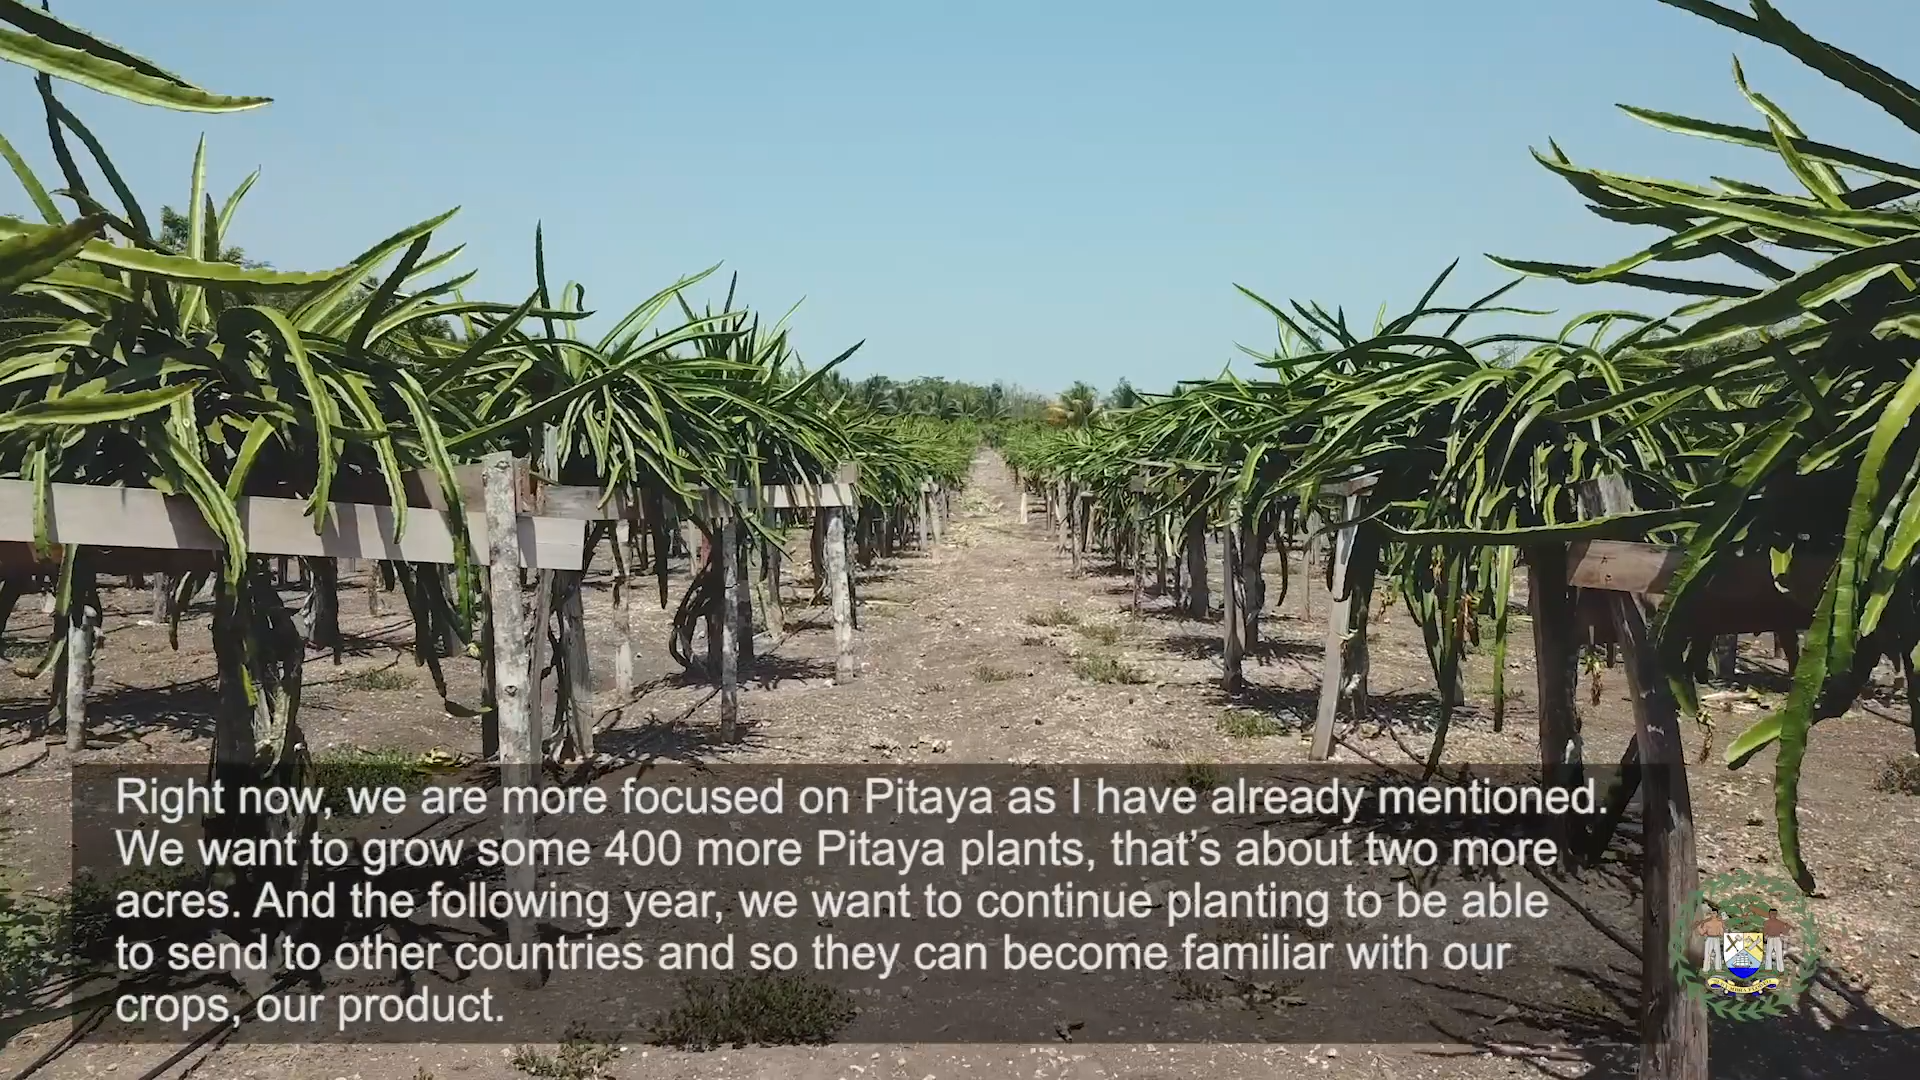 Right now, we are more focused on Pitaya as I have already mentioned.
We want to grow some 400 more Pitaya plants, that's about two more
acres. And the following year, we want to continue planting to be able
to send to other countries and so they can become familiar with our
crops, our product.